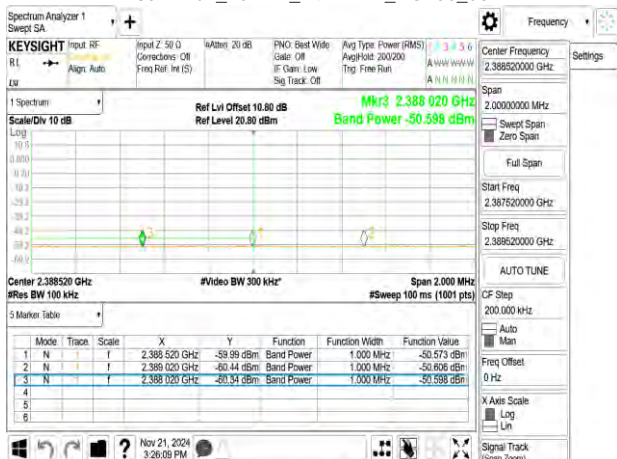 Spectrum Analyzer 1
Swept SA
Frequency
KEYSIGHT Input: RF
RL
Align: Auto
LW
Input Z: 50 Ω
Corrections: Off
Freq Ref: Int (S)
#Atten: 20 dB
PNO: Best Wide
Gate: Off
IF Gain: Low
Sig Track: Off
Avg Type: Power (RMS)
Avg|Hold: 200/200
Trig: Free Run
3 4 5 6
A W W W W W
A N N N N N
1 Spectrum
Scale/Div 10 dB
Log
Ref Lvl Offset 10.80 dB
Ref Level 20.80 dBm
Mkr3 2.388 020 GHz
Band Power -50.598 dBm
Center 2.388520 GHz
#Res BW 100 kHz
#Video BW 300 kHz*
Span 2.000 MHz
#Sweep 100 ms (1001 pts)
5 Marker Table
Mode Trace Scale X Y Function Function Width Function Value
1 N 1 f 2.388 520 GHz -59.99 dBm Band Power 1.000 MHz -50.573 dBm
2 N 1 f 2.389 020 GHz -60.44 dBm Band Power 1.000 MHz -50.606 dBm
3 N 1 f 2.388 020 GHz -60.34 dBm Band Power 1.000 MHz -50.598 dBm
4
5
6
Nov 21, 2024
3:26:09 PM
Center Frequency
2.388520000 GHz
Settings
Span
2.00000000 MHz
Swept Span
Zero Span
Full Span
Start Freq
2.387520000 GHz
Stop Freq
2.389520000 GHz
AUTO TUNE
CF Step
200.000 kHz
Auto
Man
Freq Offset
0 Hz
X Axis Scale
Log
Lin
Signal Track
(Span Zoom)